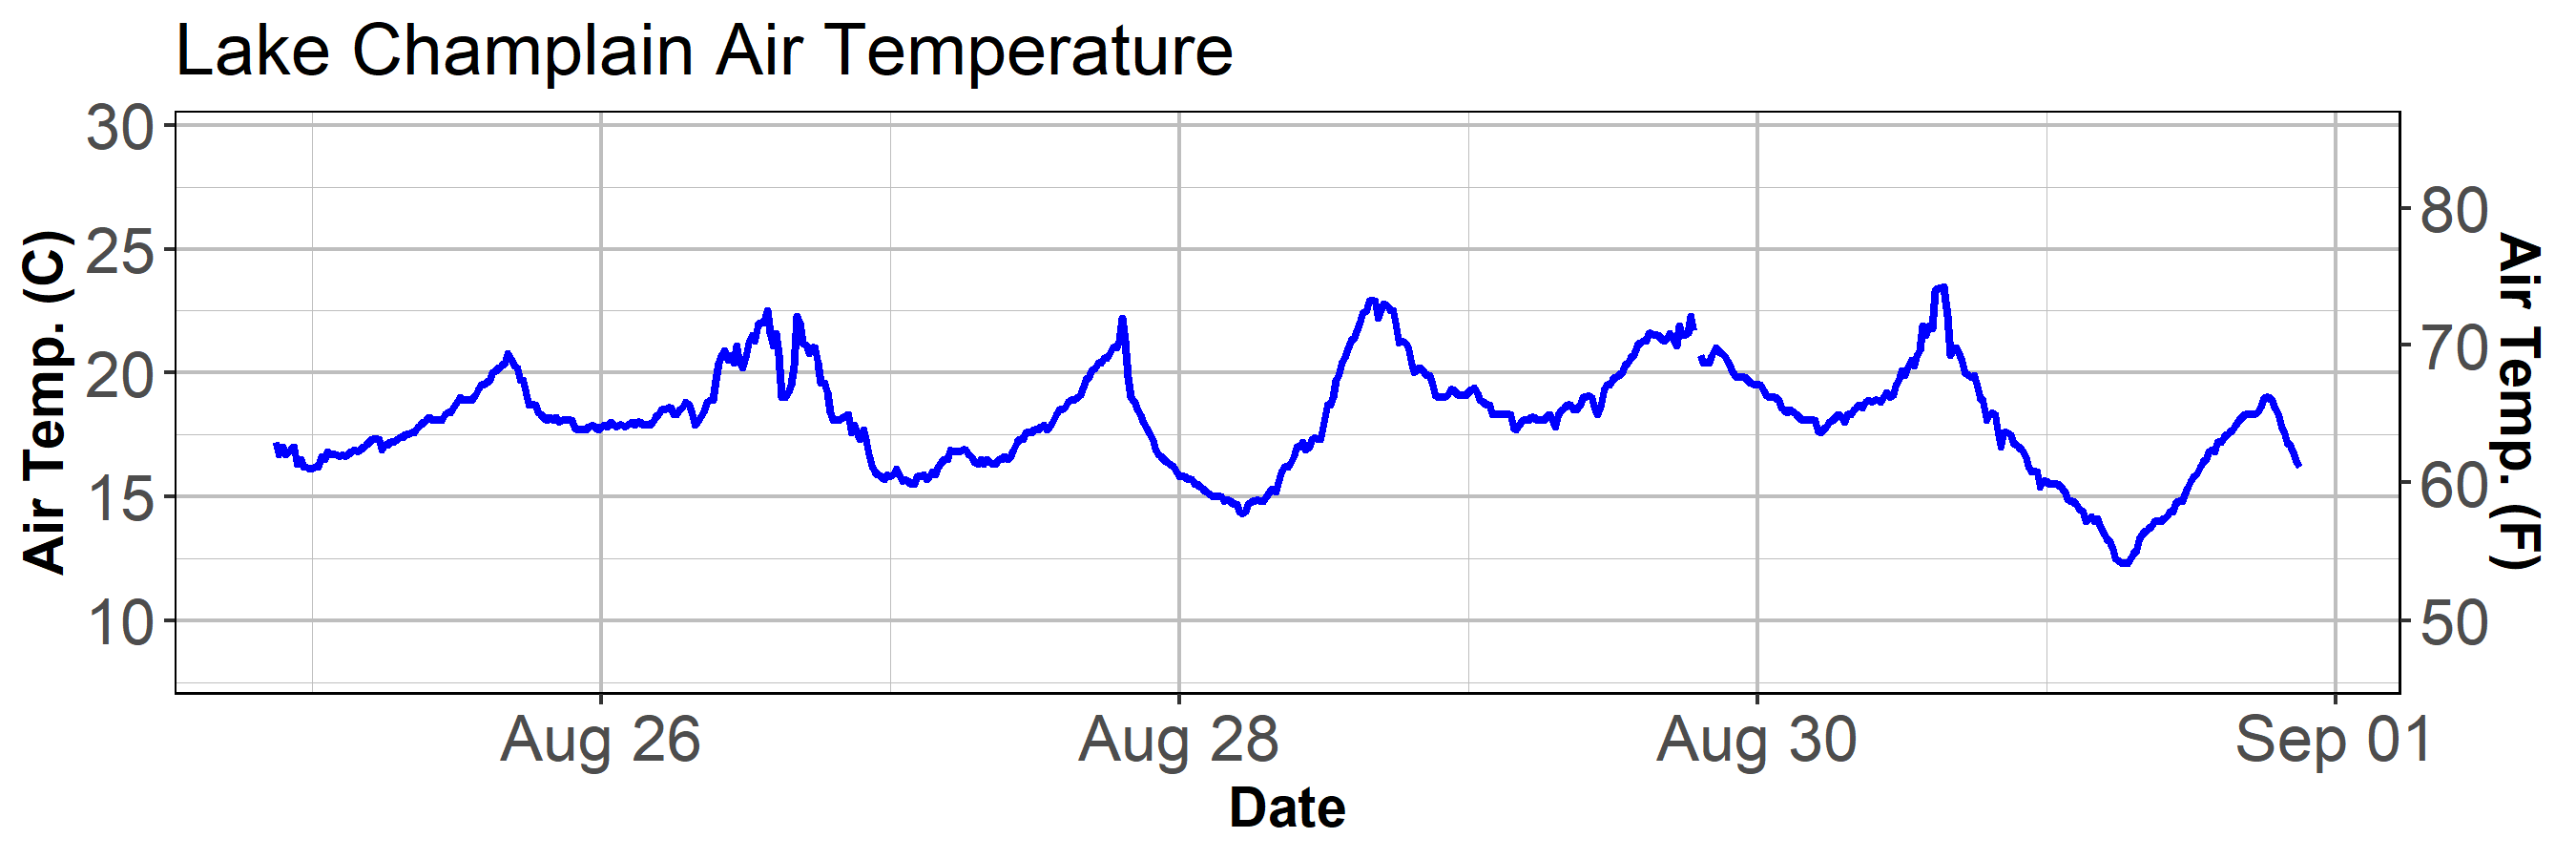 Lake Champlain Air Temperature
Air Temp. (C)
30
25
20
15
10
80
70
60
50
Air Temp. (F)
Aug 26
Aug 28
Aug 30
Sep 01
Date